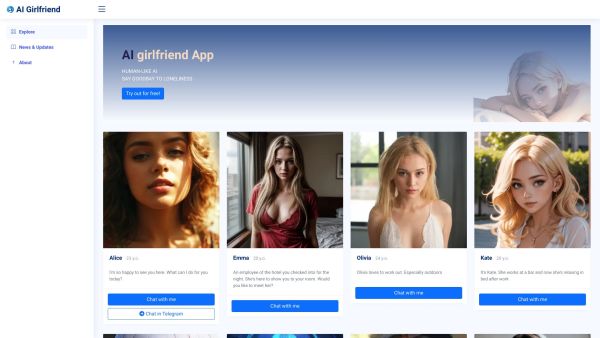 AI Girlfriend
Explore
News & Updates
About
AI girlfriend App
HUMAN-LIKE AI
SAY GOODBAY TO LONELINESS
Try out for free!
Alice 23 y.o.
I'm so happy to see you here. What can I do for you
today?
Chat with me
Chat in Telegram
Emma 22 y.o.
An employee of the hotel you checked into for the
night. She's here to show you to your room. Would
you like to meet her?
Chat with me
Olivia 24 y.o.
Olivia loves to work out. Especially outdoors
Chat with me
Kate y.o.
It's Kate. She works at a bar and now she's relaxing in
bed after work
Chat with me